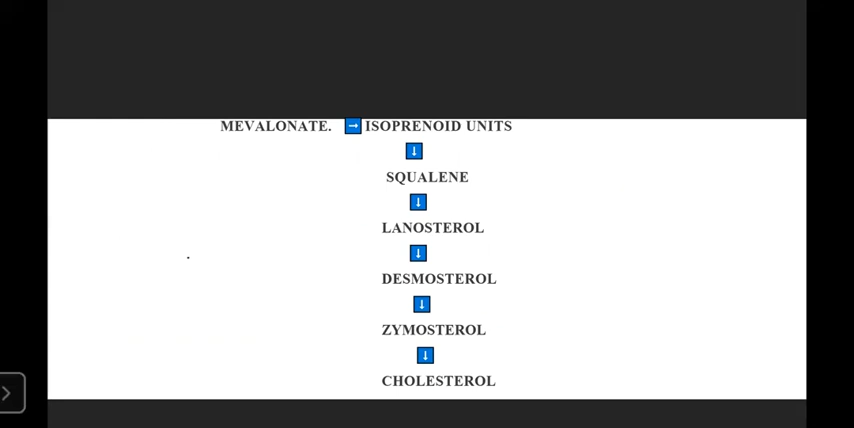 MEVALONATE. ➡ ISOPRENOID UNITS
⬇
SQUALENE
⬇
LANOSTEROL
⬇
DESMOSTEROL
⬇
ZYMOSTEROL
⬇
CHOLESTEROL